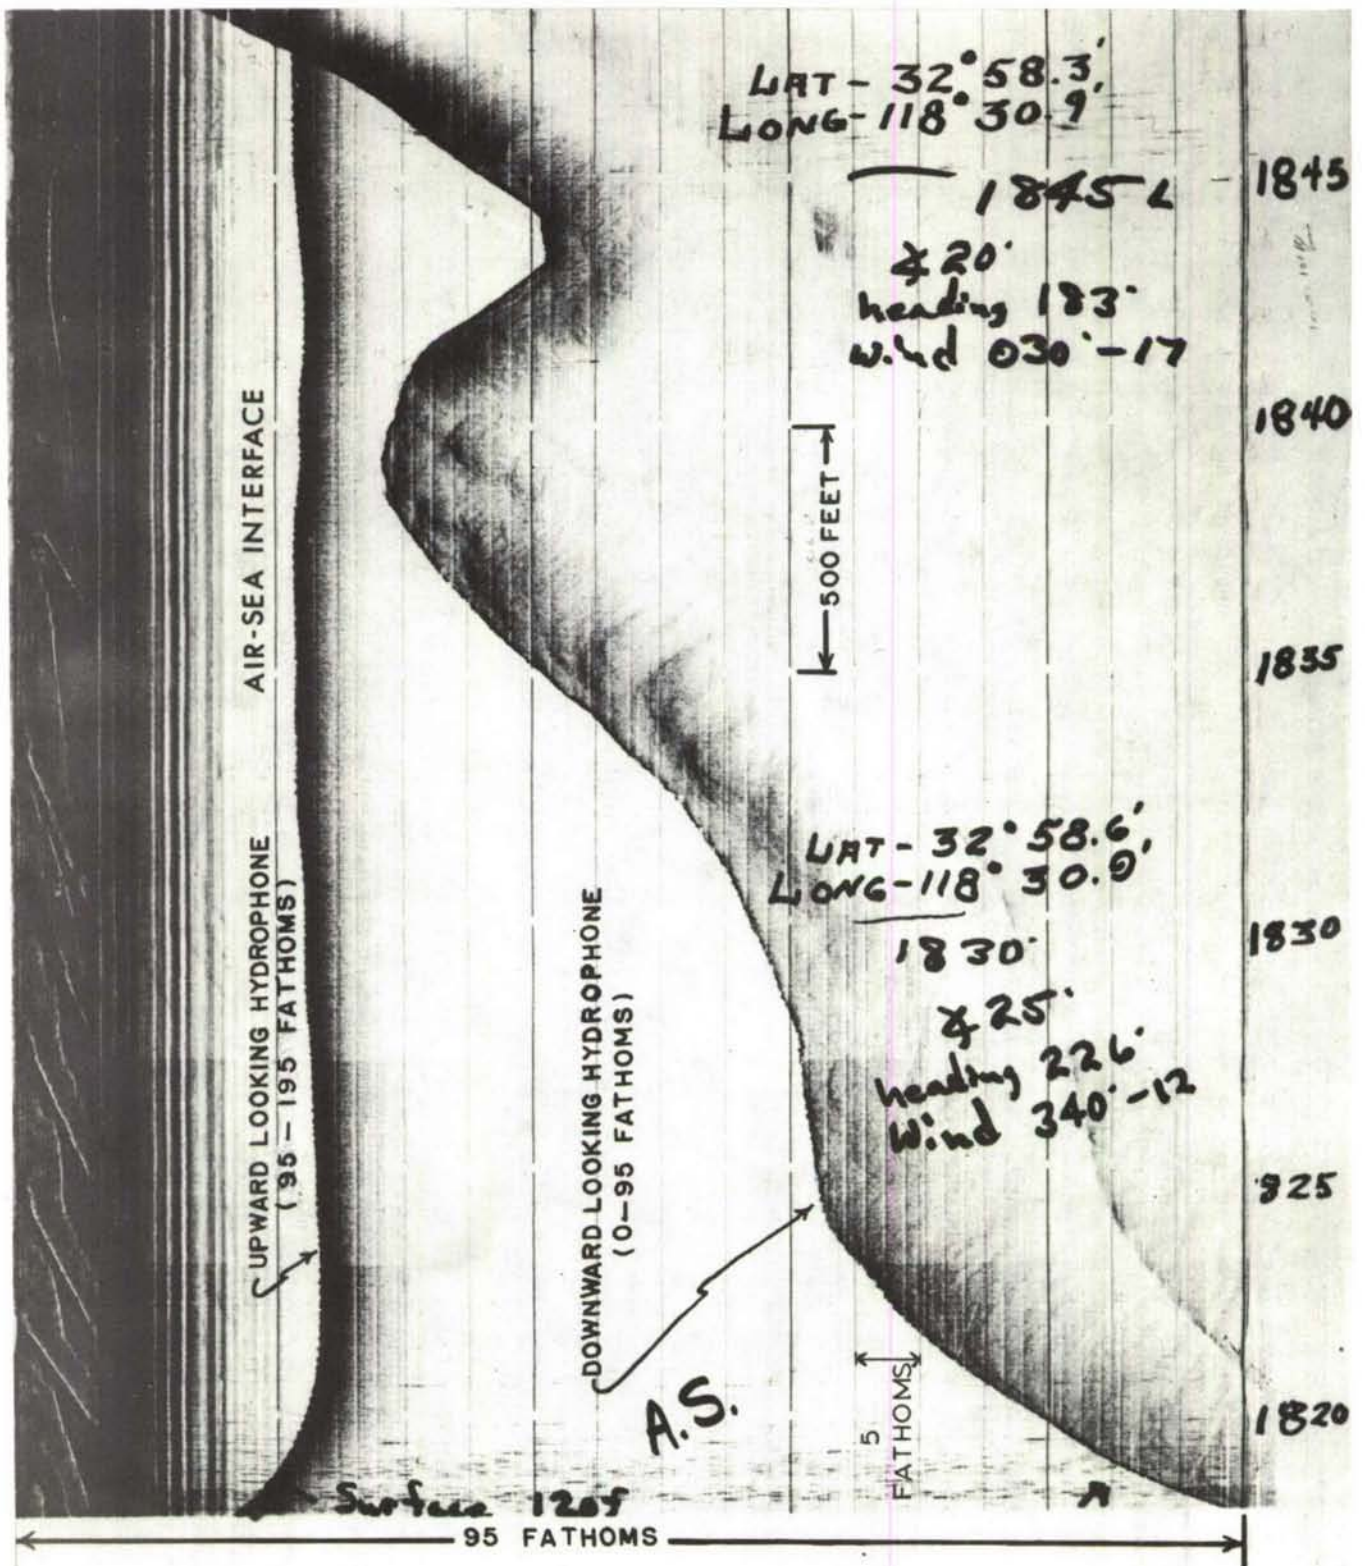 LAT - 32° 58.3'
LONG - 118° 30.9'
1845 L
∡ 20°
heading 183°
wind 030° - 17
1845
1840
1835
1830
825
1820
AIR-SEA INTERFACE
500 FEET
UPWARD LOOKING HYDROPHONE
(95-195 FATHOMS)
DOWNWARD LOOKING HYDROPHONE
(0-95 FATHOMS)
LAT - 32° 58.6'
LONG - 118° 30.9'
1830
∡ 25°
heading 226°
Wind 340° - 12
A.S.
5
FATHOMS
Surface 1205
95 FATHOMS